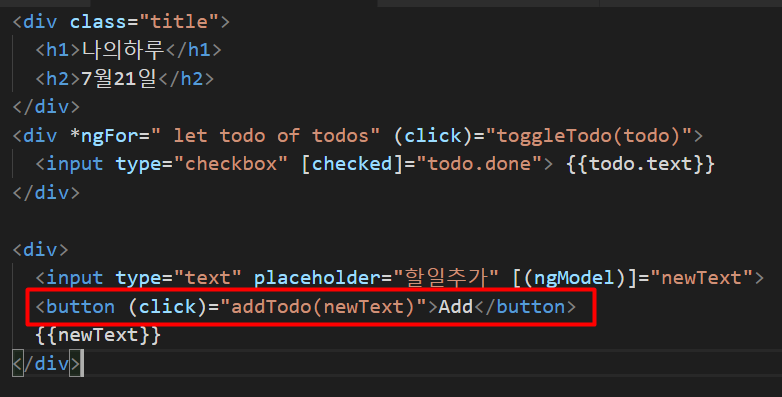 <div class="title">
<h1>나의하루</h1>
<h2>7월21일</h2>
</div>
<div *ngFor=" let todo of todos" (click)="toggleTodo(todo)">
<input type="checkbox" [checked]="todo.done"> {{todo.text}}
</div>
<div>
<input type="text" placeholder="할일추가" [(ngModel)]="newText">
<button (click)="addTodo(newText)">Add</button>
{{newText}}
</div>